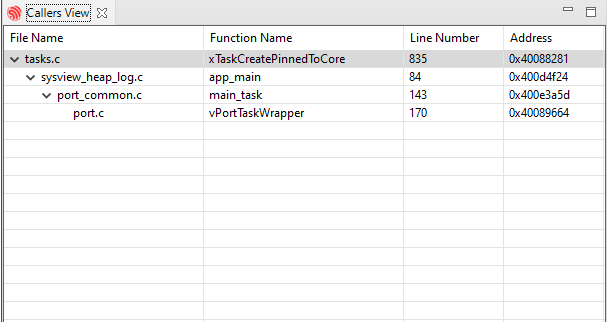 Callers View
File Name Function Name Line Number Address
tasks.c xTaskCreatePinnedToCore 835 0x40088281
sysview_heap_log.c app_main 84 0x400d4f24
port_common.c main_task 143 0x400e3a5d
port.c vPortTaskWrapper 170 0x40089664